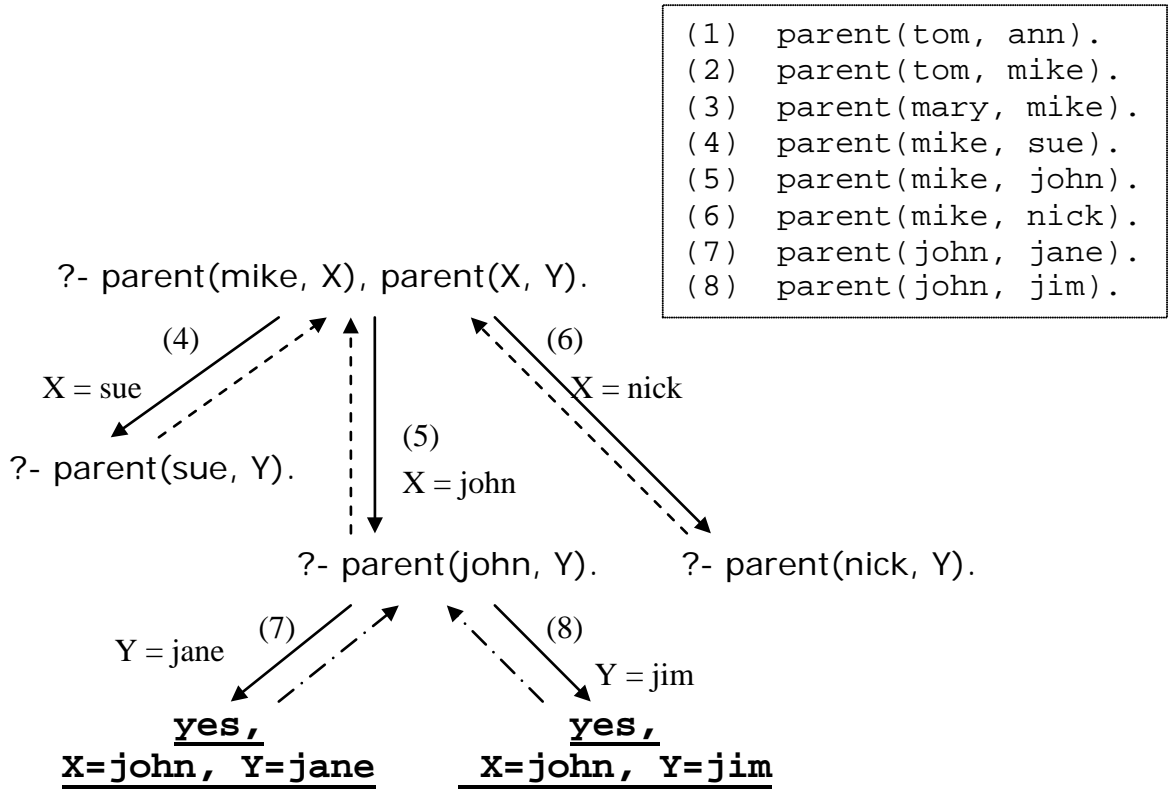 (1) parent(tom, ann).
(2) parent(tom, mike).
(3) parent(mary, mike).
(4) parent(mike, sue).
(5) parent(mike, john).
(6) parent(mike, nick).
(7) parent(john, jane).
(8) parent(john, jim).
?- parent(mike, X), parent(X, Y).
(4)
X = sue
(6)
X = nick
(5)
X = john
?- parent(sue, Y).
?- parent(john, Y).
?- parent(nick, Y).
(7)
Y = jane
(8)
Y = jim
yes,
X=john, Y=jane
yes,
X=john, Y=jim